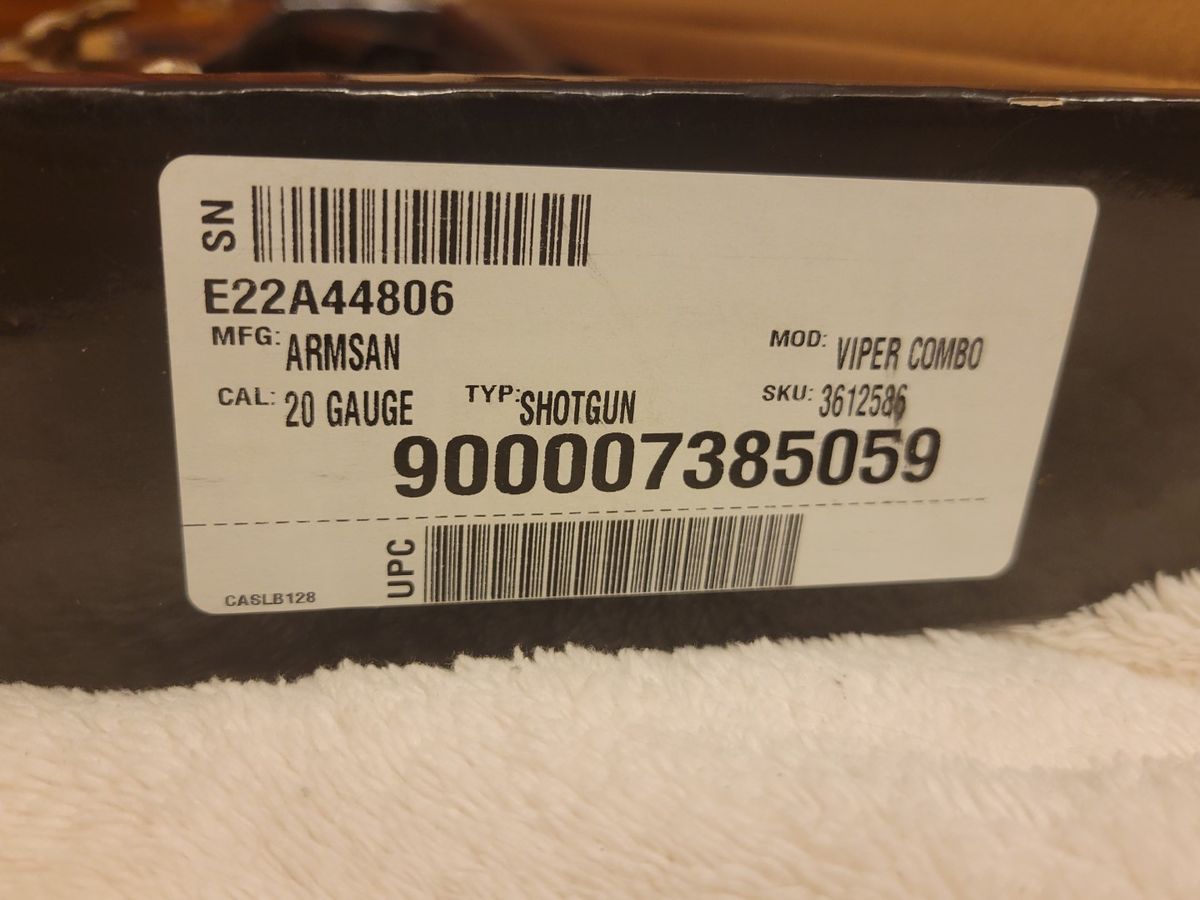 SN
E22A44806
MFG: ARMSAN MOD: VIPER COMBO
CAL: 20 GAUGE TYP: SHOTGUN SKU: 3612586
900007385059
UPC
CASLB128